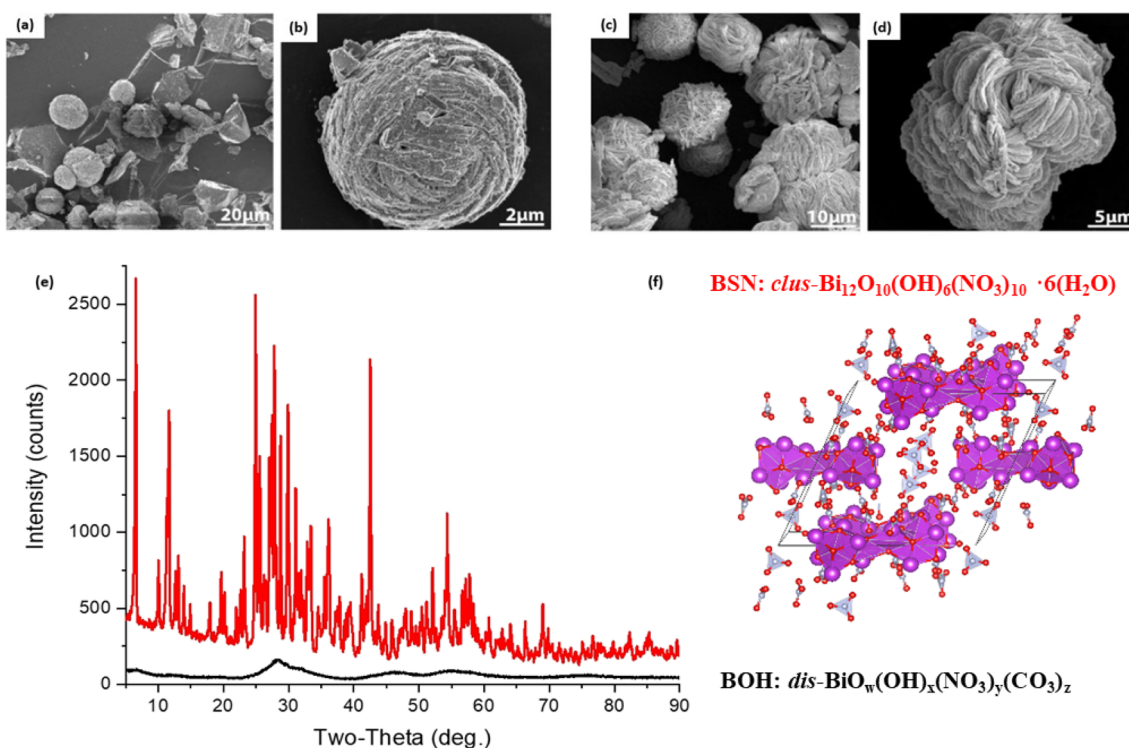 (a)
20μm
(b)
2μm
(c)
10μm
(d)
5μm
(e)
2500
2000
1500
1000
500
0
Intensity (counts)
10 20 30 40 50 60 70 80 90
Two-Theta (deg.)
(f)
BSN: clus-Bi₁₂O₁₀(OH)₆(NO₃)₁₀ ·6(H₂O)
BOH: dis-BiOw(OH)ₓ(NO₃)y(CO₃)z